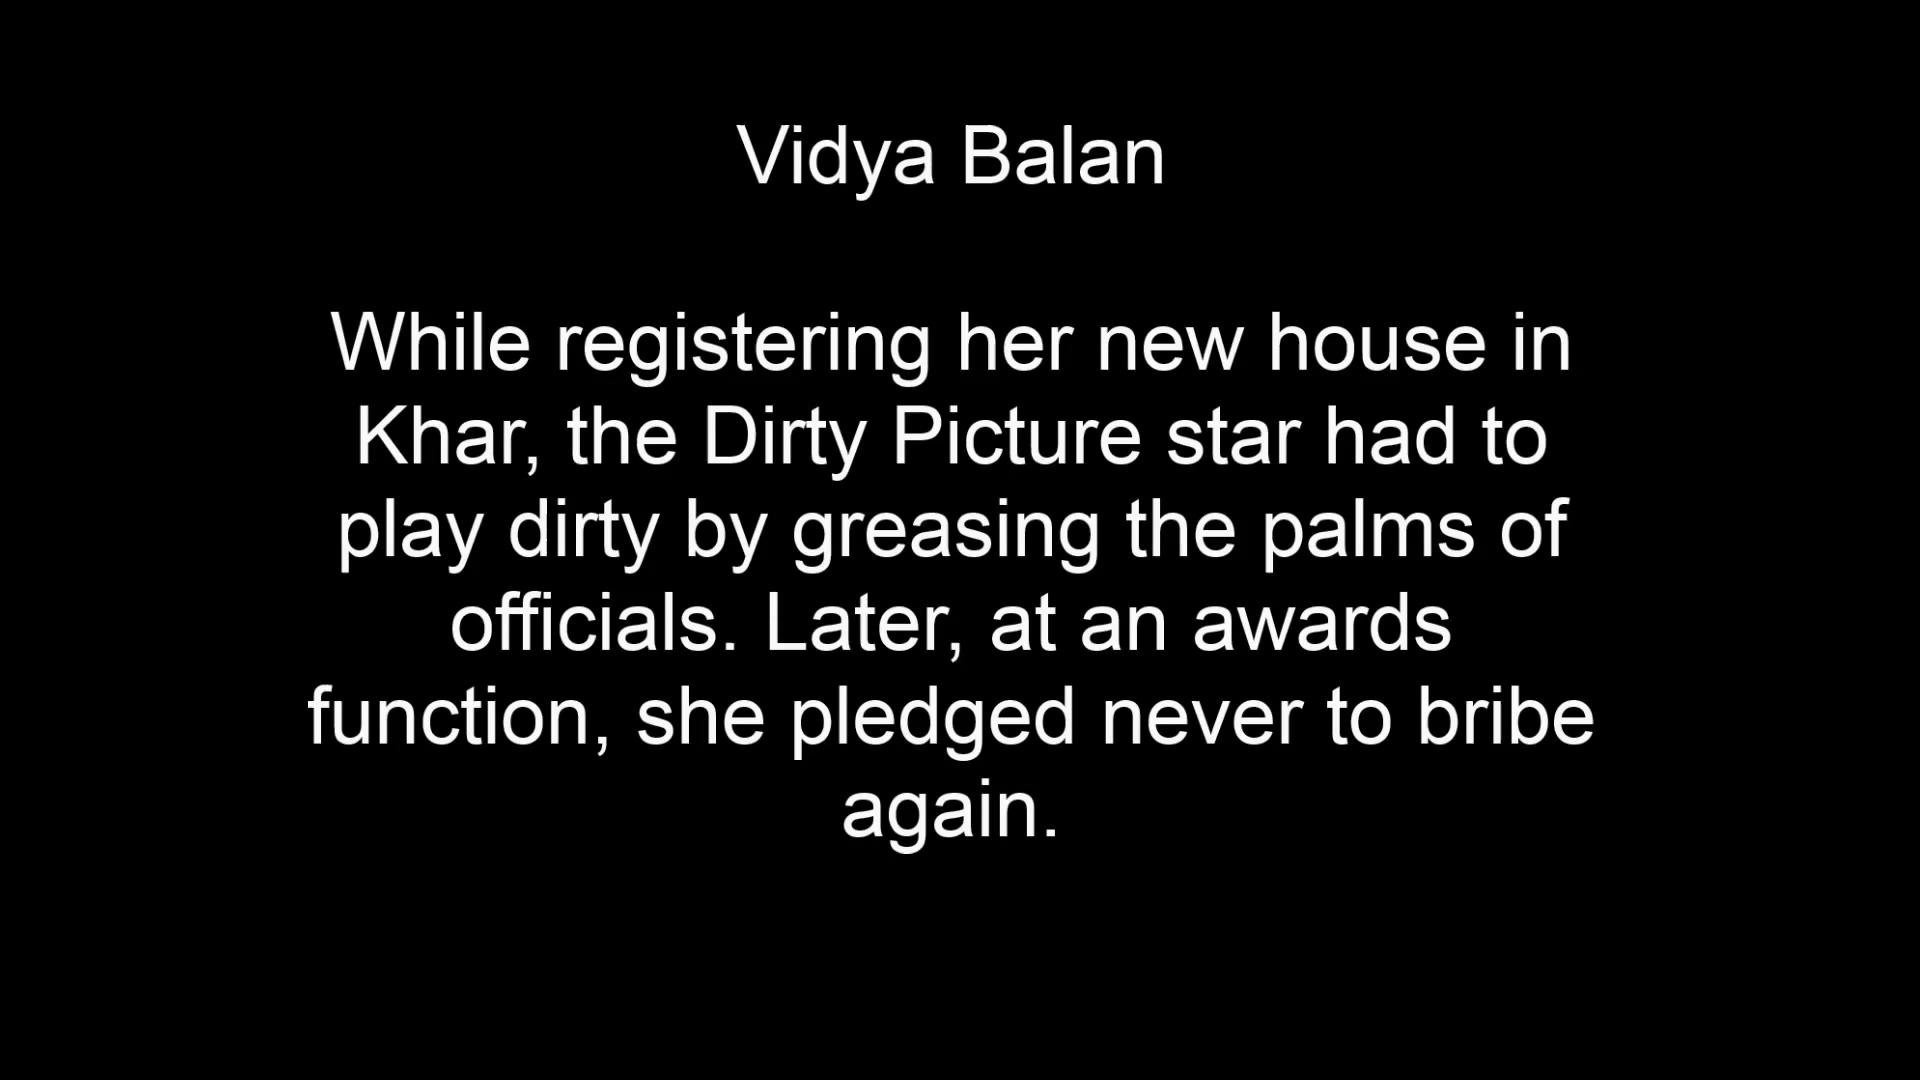 Vidya Balan
While registering her new house in
Khar, the Dirty Picture star had to
play dirty by greasing the palms of
officials. Later, at an awards
function, she pledged never to bribe
again.